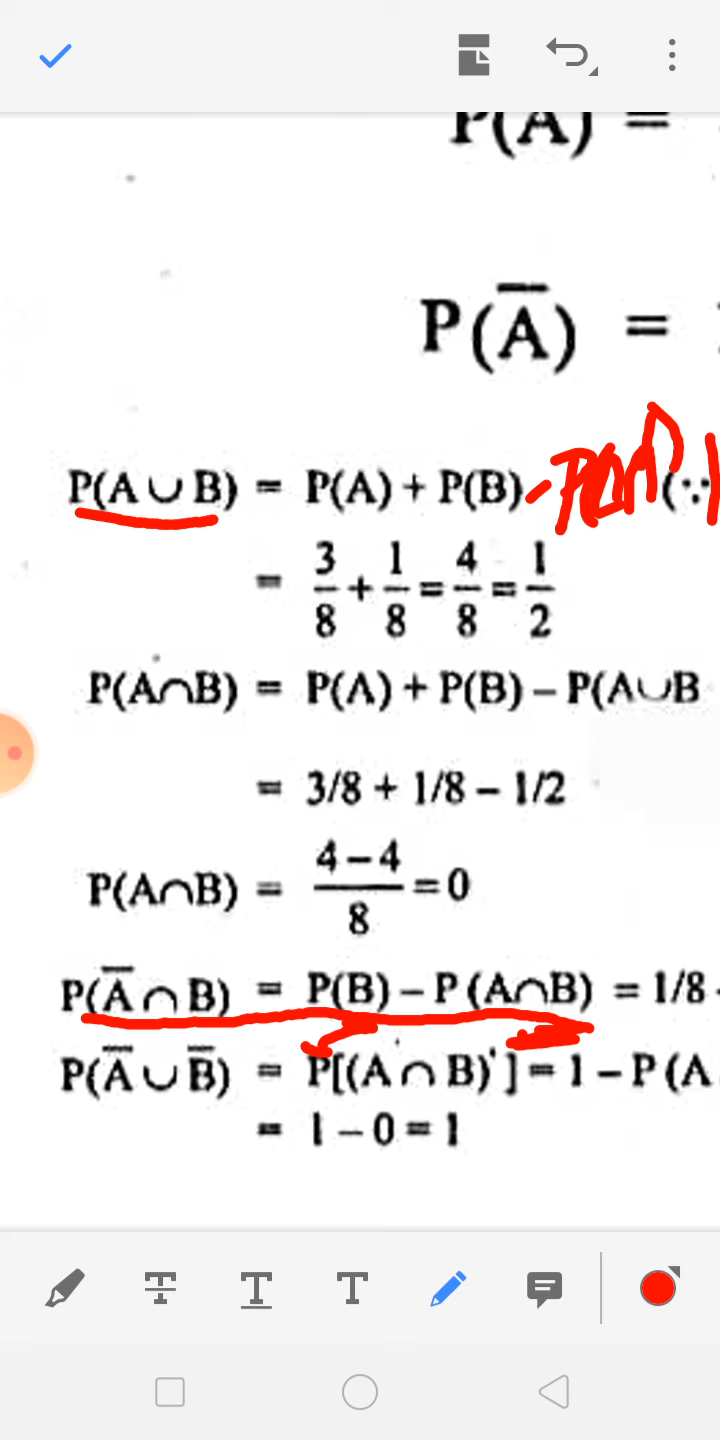 P(A) =
P(A̅) =
P(A ∪ B) = P(A) + P(B) - P(A∩ (∵
= 3/8 + 1/8 = 4/8 = 1/2
P(A∩B) = P(A) + P(B) – P(A∪B
= 3/8 + 1/8 – 1/2
P(A∩B) = (4 – 4)/8 = 0
P(A̅ ∩ B) = P(B) – P (A∩B) = 1/8
P(A̅ ∪ B̅) = P[(A ∩ B)'] = 1 – P (A
= 1 – 0 = 1
T T T